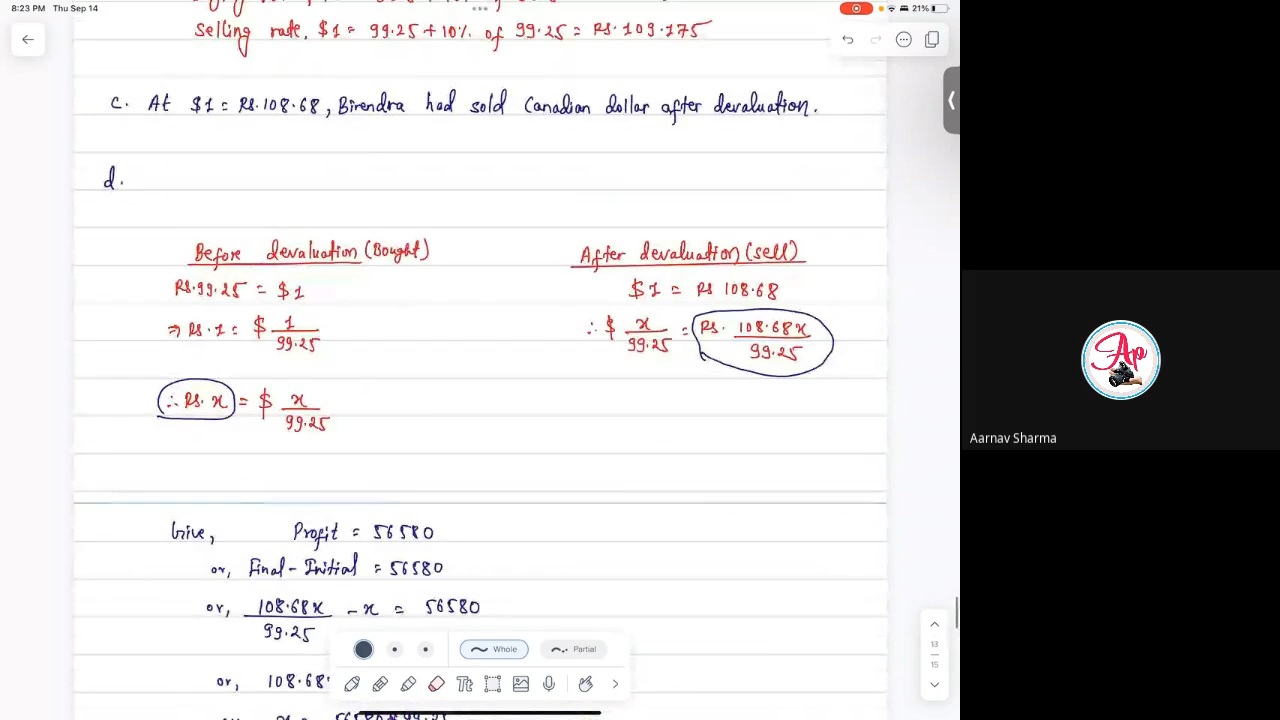 8:23 PM Thu Sep 14
21%
Selling rate, $1 = 99.25 + 10% of 99.25 = Rs. 109.175
c. At $1 = Rs. 108.68, Birendra had sold Canadian dollar after devaluation.
d.
Before devaluation (Bought)
Rs. 99.25 = $1
⇒ Rs. 1 = $ 1/99.25
∴ Rs. x = $ x/99.25
After devaluation (sell)
$1 = Rs 108.68
∴ $ x/99.25 = Rs. 108.68x/99.25
Give, Profit = 56580
or, Final - Initial = 56580
or, 108.68x/99.25 - x = 56580
or, 108.68
Whole
Partial
13
15
Ap
Aarnav Sharma